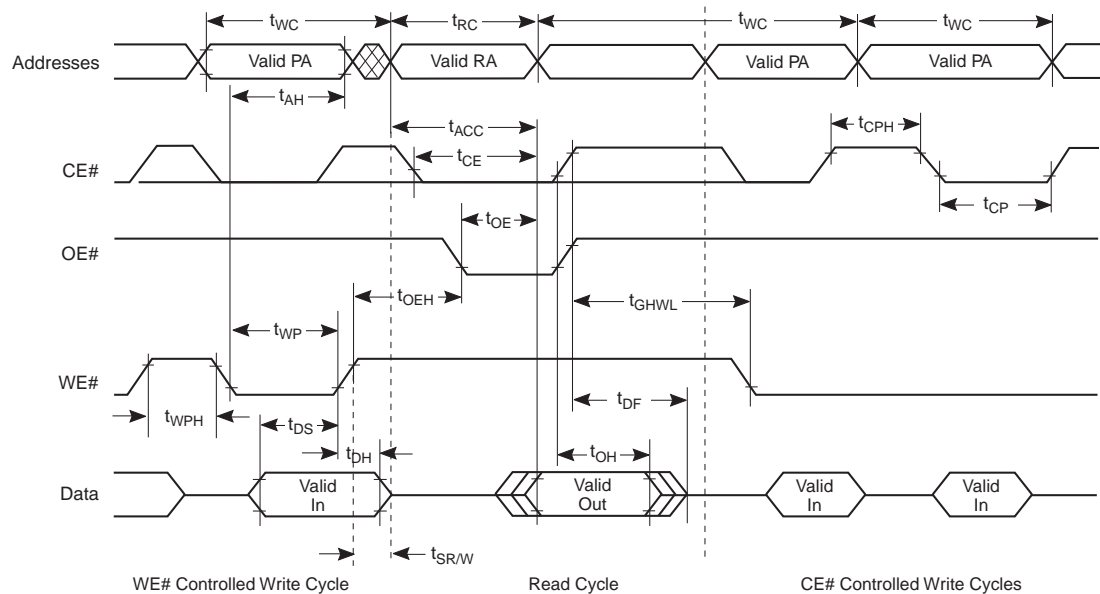 tWC tRC tWC tWC
Addresses Valid PA Valid RA Valid PA Valid PA
tAH
tACC tCPH
CE# tCE
tOE tCP
OE#
tOEH tGHWL
tWP
WE#
tWPH tDS tDF
tDH tOH
Data Valid In Valid Out Valid In Valid In
tSR/W
WE# Controlled Write Cycle Read Cycle CE# Controlled Write Cycles